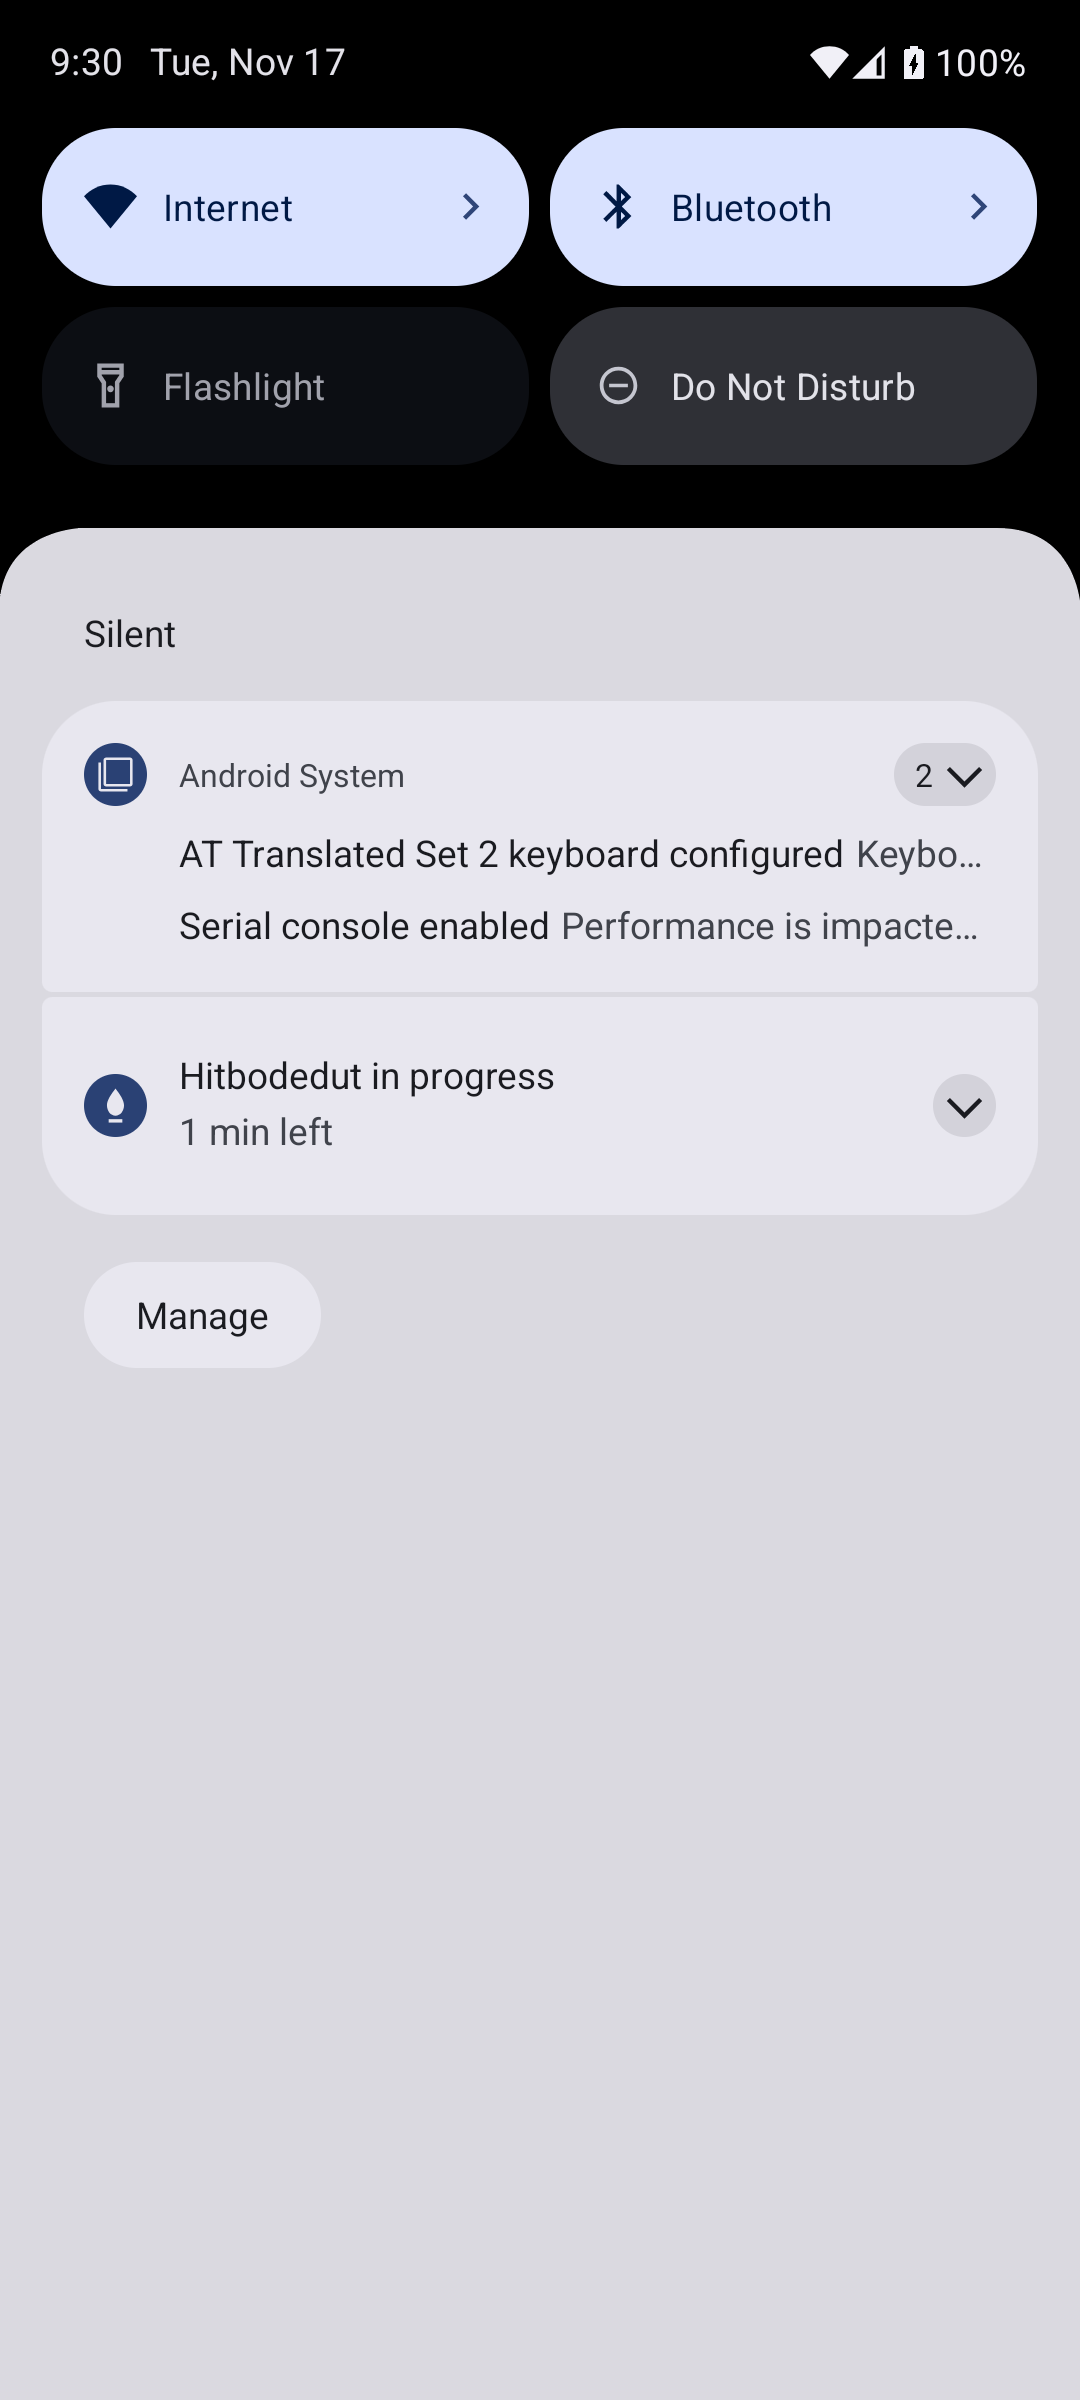 9:30 Tue, Nov 17 100%
Internet Bluetooth
Flashlight Do Not Disturb
Silent
Android System 2
AT Translated Set 2 keyboard configured Keybo…
Serial console enabled Performance is impacte…
Hitbodedut in progress
1 min left
Manage